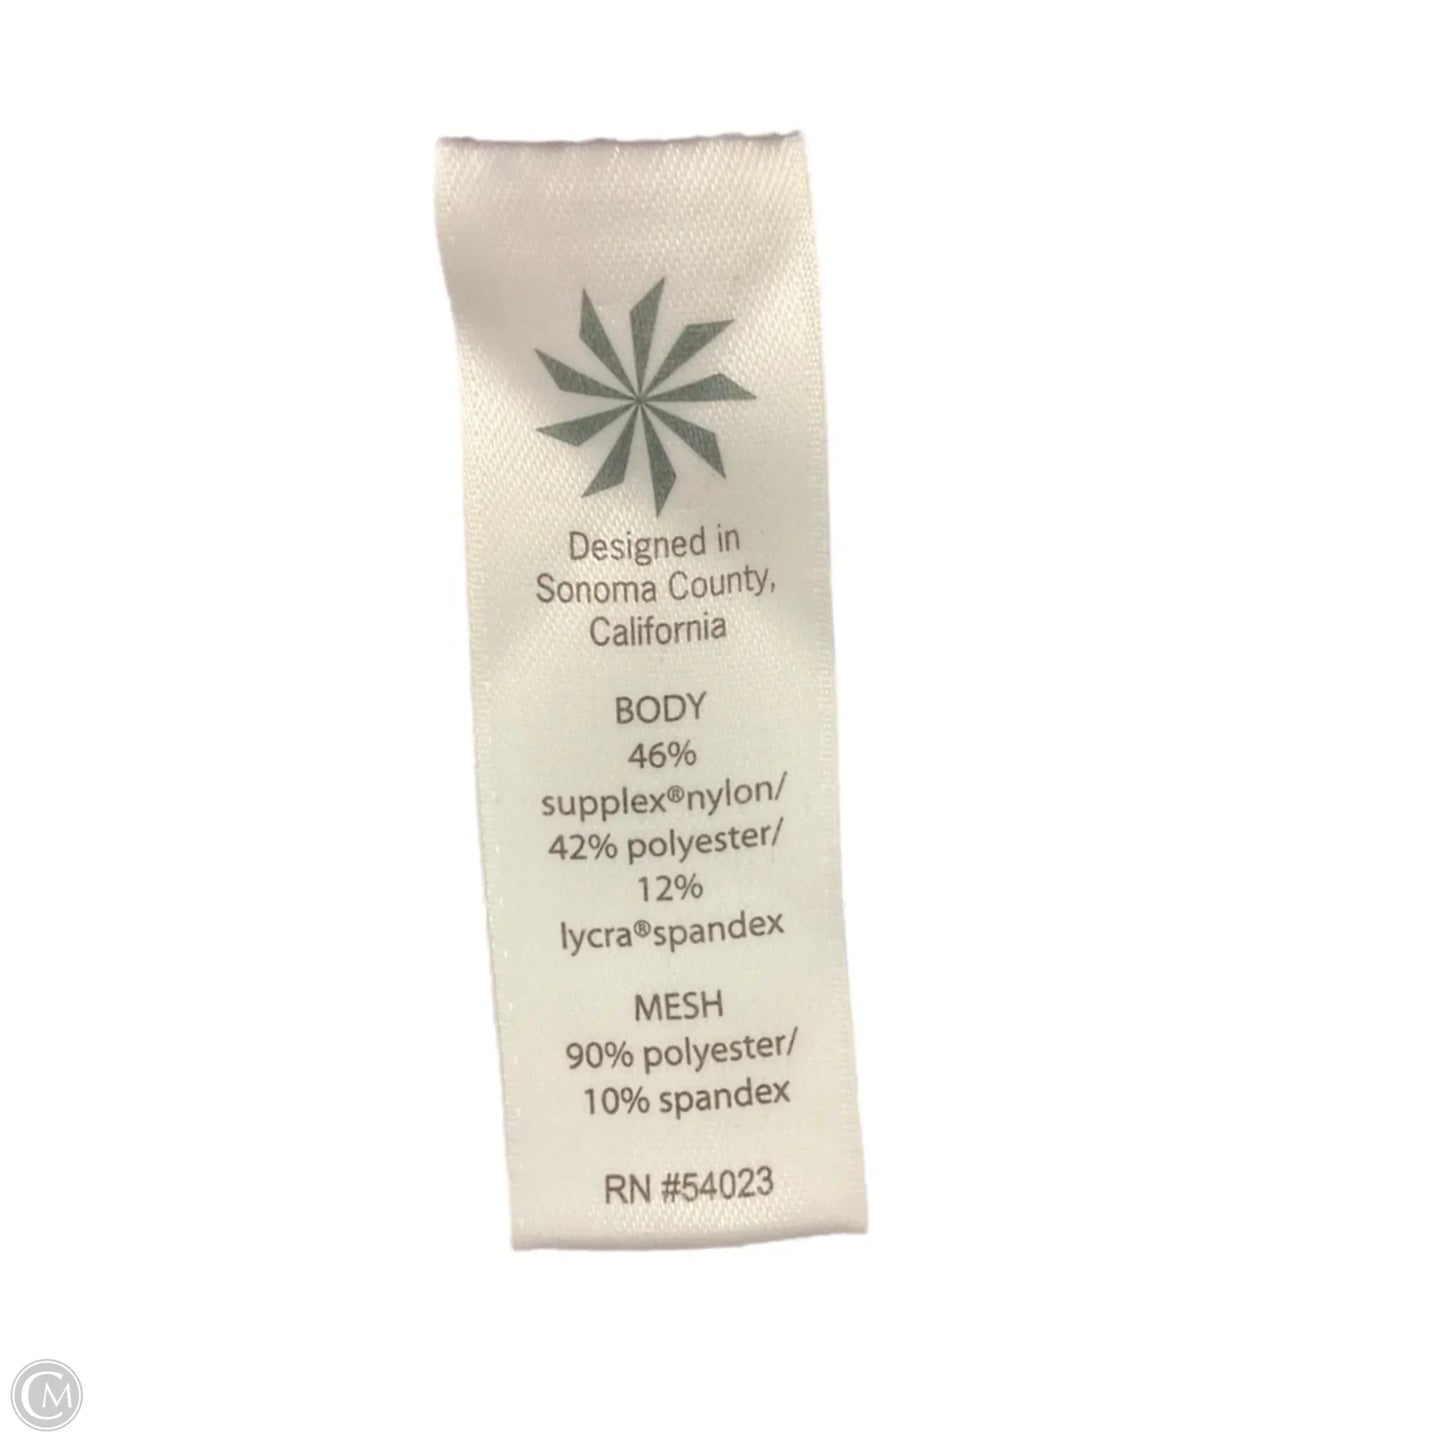 Designed in
Sonoma County,
California
BODY
46%
supplex®nylon/
42% polyester/
12%
lycra®spandex
MESH
90% polyester/
10% spandex
RN #54023
CM